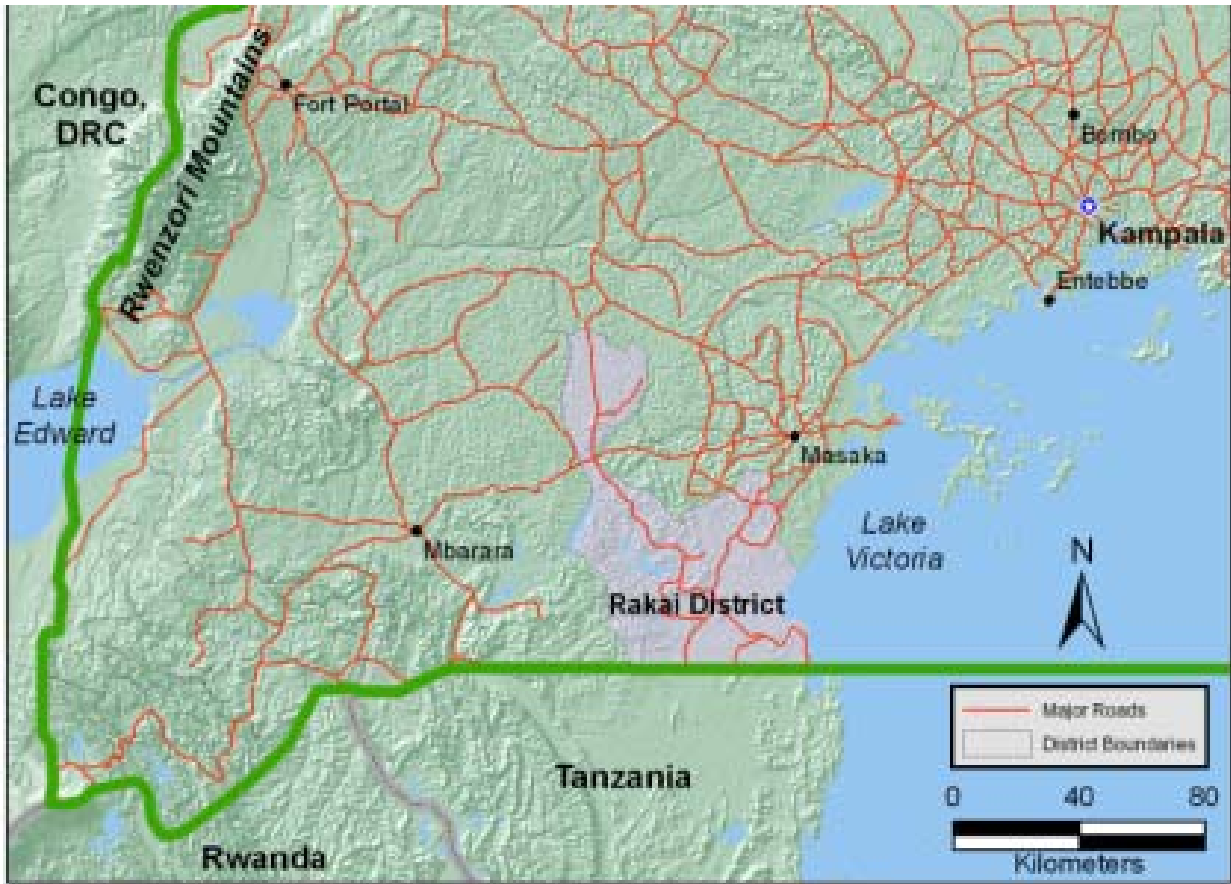 Congo,
DRC
Rwenzori Mountains
Fort Portal
Bombo
Kampala
Entebbe
Lake
Edward
Masaka
Mbarara
Lake
Victoria
N
Rakai District
Major Roads
District Boundaries
Tanzania
0 40 80
Kilometers
Rwanda